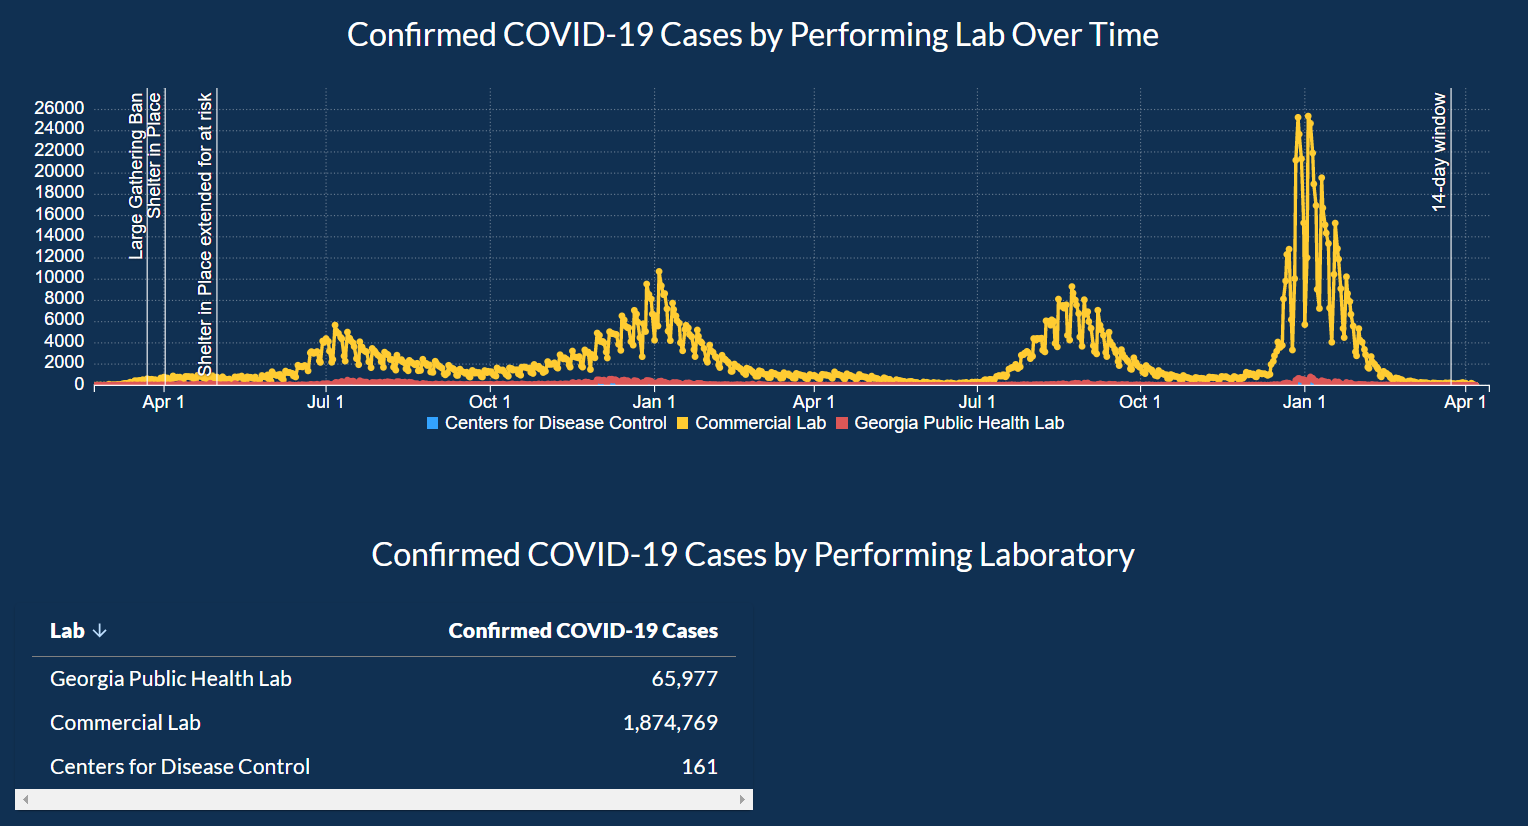 Confirmed COVID-19 Cases by Performing Lab Over Time
26000
24000
22000
20000
18000
16000
14000
12000
10000
8000
6000
4000
2000
0
Large Gathering Ban
Shelter in Place
Shelter in Place extended for at risk
14-day window
Apr 1 Jul 1 Oct 1 Jan 1 Apr 1 Jul 1 Oct 1 Jan 1 Apr 1
Centers for Disease Control Commercial Lab Georgia Public Health Lab
Confirmed COVID-19 Cases by Performing Laboratory
Lab ↓ Confirmed COVID-19 Cases
Georgia Public Health Lab 65,977
Commercial Lab 1,874,769
Centers for Disease Control 161